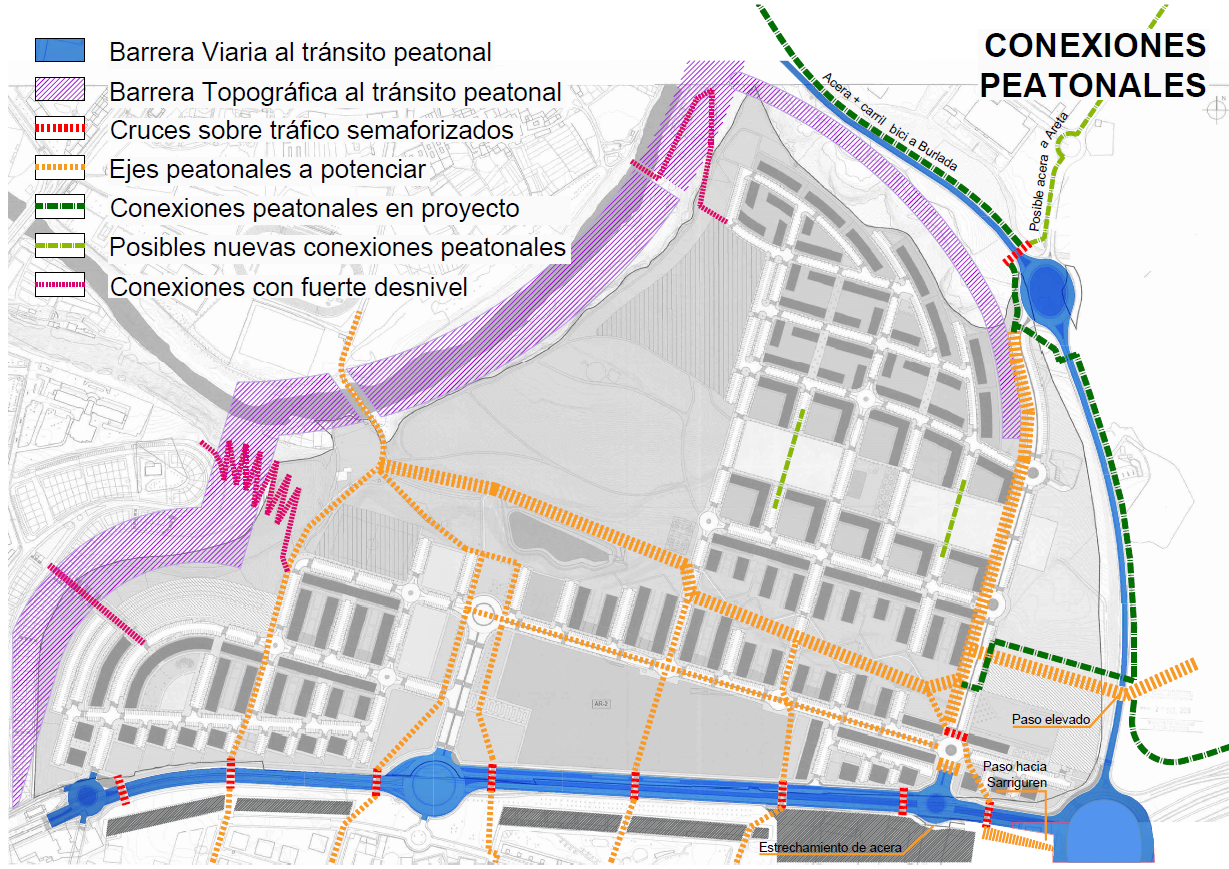 CONEXIONES
PEATONALES
Barrera Viaria al tránsito peatonal
Barrera Topográfica al tránsito peatonal
Cruces sobre tráfico semaforizados
Ejes peatonales a potenciar
Conexiones peatonales en proyecto
Posibles nuevas conexiones peatonales
Conexiones con fuerte desnivel
Acera + carril bici a Burlada
Posible acera a Areta
AR-2
Paso elevado
Paso hacia
Sarriguren
Estrechamiento de acera